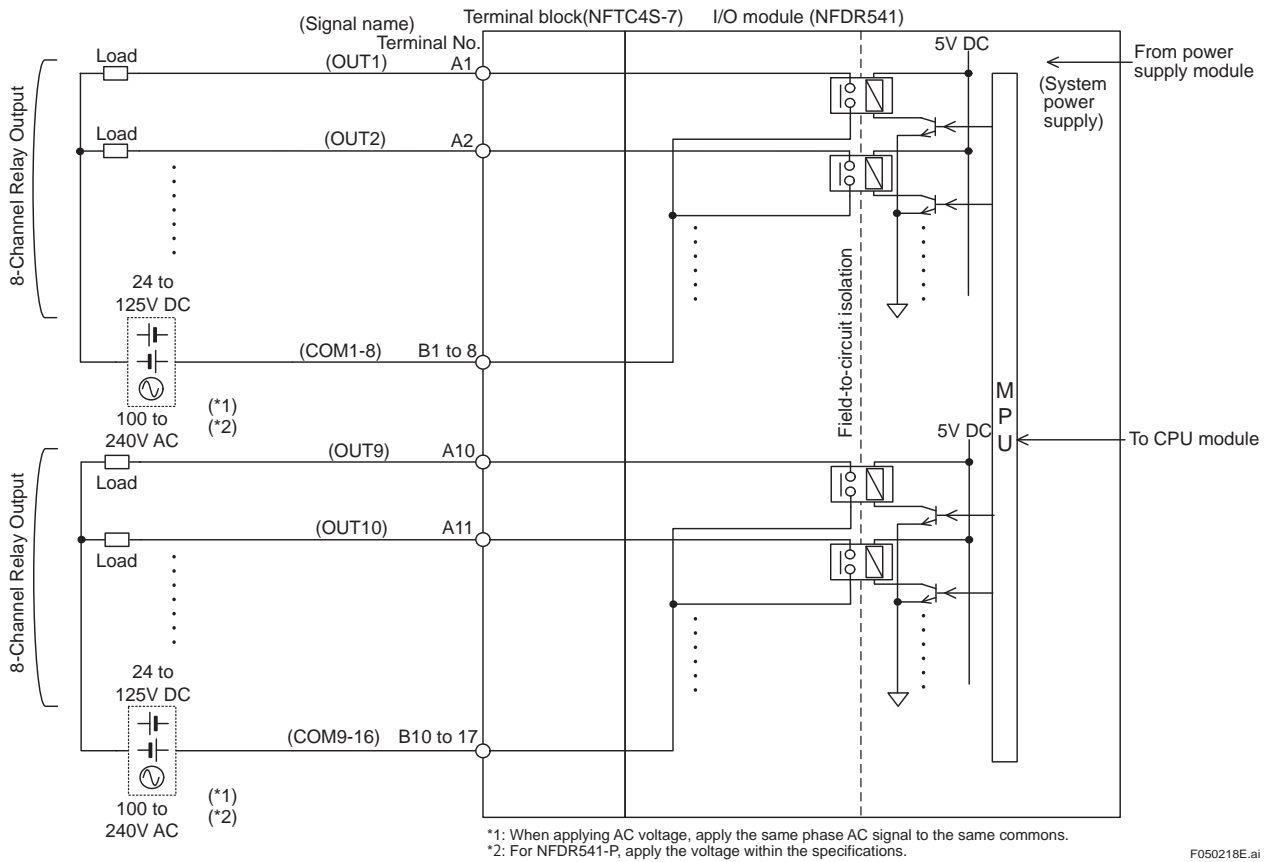 (Signal name)
Terminal block(NFTC4S-7)
I/O module (NFDR541)
Terminal No.
8-Channel Relay Output
Load
(OUT1)
A1
5V DC
(System
power
supply)
From power
supply module
Load
(OUT2)
A2
24 to
125V DC
(COM1-8)
B1 to 8
100 to
240V AC
(*1)
(*2)
Field-to-circuit isolation
M
P
U
To CPU module
8-Channel Relay Output
Load
(OUT9)
A10
5V DC
Load
(OUT10)
A11
24 to
125V DC
(COM9-16)
B10 to 17
100 to
240V AC
(*1)
(*2)
*1: When applying AC voltage, apply the same phase AC signal to the same commons.
*2: For NFDR541-P, apply the voltage within the specifications.
F050218E.ai